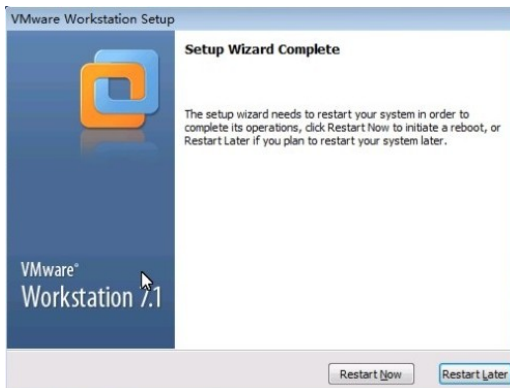 VMware Workstation Setup
Setup Wizard Complete
The setup wizard needs to restart your system in order to
complete its operations, click Restart Now to initiate a reboot, or
Restart Later if you plan to restart your system later.
VMware®
Workstation 7.1
Restart Now
Restart Later